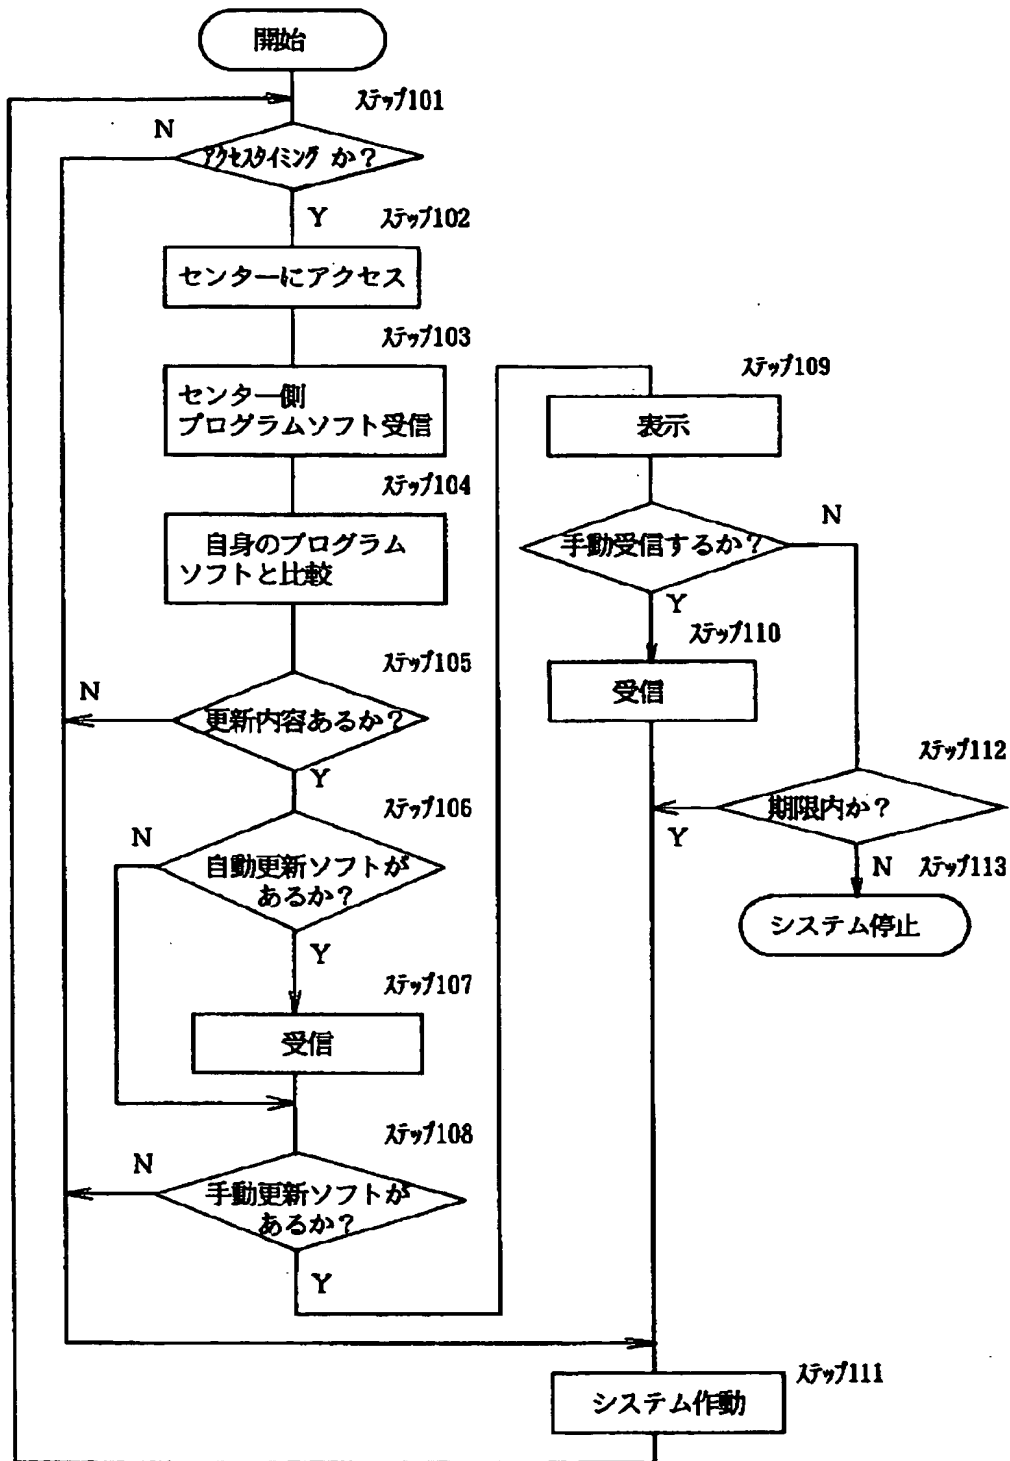 開始
ステップ101
N
アクセスタイミング か？
Y
ステップ102
センターにアクセス
ステップ103
センター側
プログラムソフト受信
ステップ104
自身のプログラム
ソフトと比較
ステップ105
N
更新内容あるか？
Y
ステップ106
N
自動更新ソフトが
あるか？
Y
ステップ107
受信
ステップ108
N
手動更新ソフトが
あるか？
Y
ステップ109
表示
N
手動受信するか？
Y
ステップ110
受信
ステップ112
期限内か？
Y
N
ステップ113
システム停止
ステップ111
システム作動